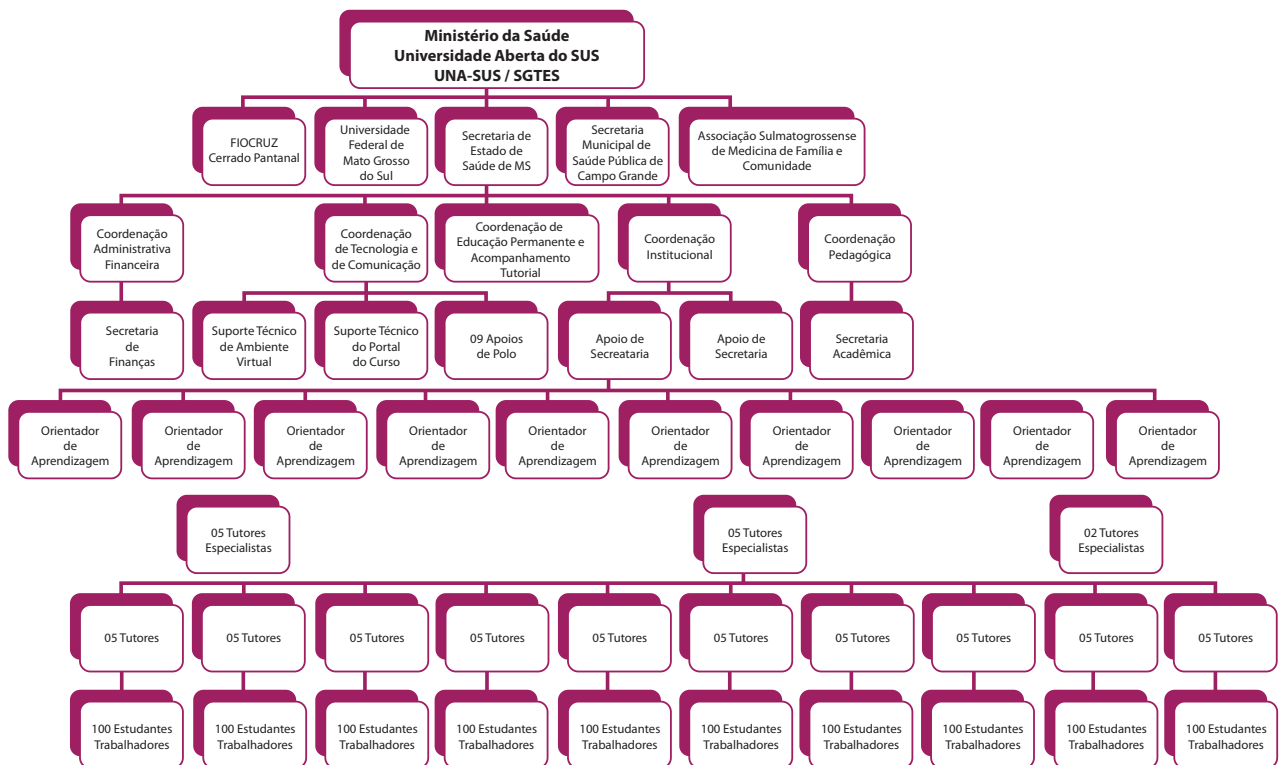 Ministério da Saúde
Universidade Aberta do SUS
UNA-SUS / SGTES
FIOCRUZ
Cerrado Pantanal
Universidade
Federal de
Mato Grosso
do Sul
Secretaria de
Estado de
Saúde de MS
Secretaria
Municipal de
Saúde Pública de
Campo Grande
Associação Sulmatogrossense
de Medicina de Família e
Comunidade
Coordenação
Administrativa
Financeira
Coordenação
de Tecnologia e
de Comunicação
Coordenação de
Educação Permanente e
Acompanhamento
Tutorial
Coordenação
Institucional
Coordenação
Pedagógica
Secretaria
de
Finanças
Suporte Técnico
de Ambiente
Virtual
Suporte Técnico
do Portal
do Curso
09 Apoios
de Polo
Apoio de
Secreataria
Apoio de
Secretaria
Secretaria
Acadêmica
Orientador
de
Aprendizagem
Orientador
de
Aprendizagem
Orientador
de
Aprendizagem
Orientador
de
Aprendizagem
Orientador
de
Aprendizagem
Orientador
de
Aprendizagem
Orientador
de
Aprendizagem
Orientador
de
Aprendizagem
Orientador
de
Aprendizagem
Orientador
de
Aprendizagem
05 Tutores
Especialistas
05 Tutores
Especialistas
02 Tutores
Especialistas
05 Tutores
05 Tutores
05 Tutores
05 Tutores
05 Tutores
05 Tutores
05 Tutores
05 Tutores
05 Tutores
05 Tutores
100 Estudantes
Trabalhadores
100 Estudantes
Trabalhadores
100 Estudantes
Trabalhadores
100 Estudantes
Trabalhadores
100 Estudantes
Trabalhadores
100 Estudantes
Trabalhadores
100 Estudantes
Trabalhadores
100 Estudantes
Trabalhadores
100 Estudantes
Trabalhadores
100 Estudantes
Trabalhadores